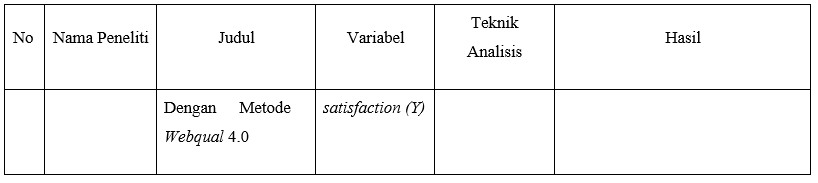 No
Nama Peneliti
Judul
Variabel
Teknik
Analisis
Hasil
Dengan Metode
Webqual 4.0
satisfaction (Y)